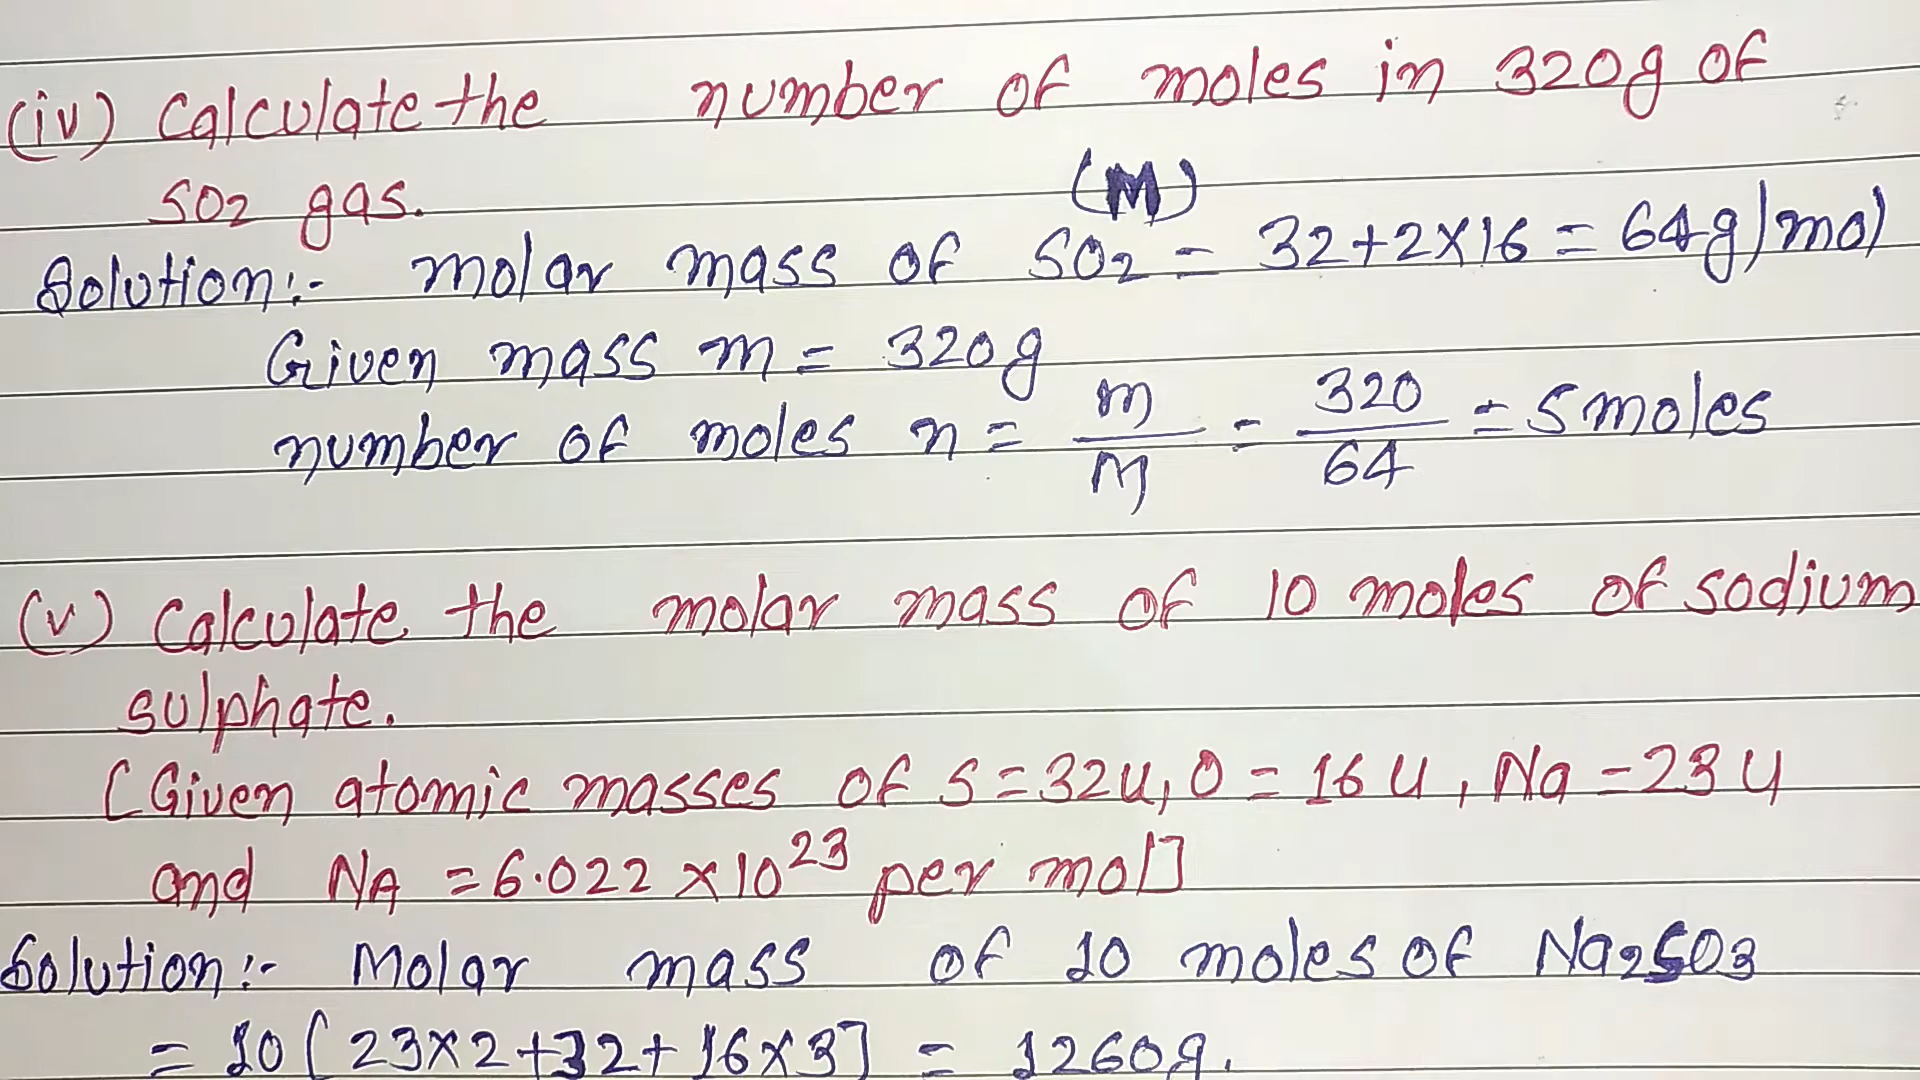 (iv) Calculate the number of moles in 320g of
SO2 gas.
(M)
Solution:- molar mass of SO2 = 32+2×16 = 64g/mol
Given mass m = 320g
number of moles n = m/M = 320/64 = 5 moles
(v) Calculate the molar mass of 10 moles of sodium
sulphate.
[Given atomic masses of S=32u, O=16u, Na=23u
and NA = 6.022 ×10²³ per mol]
Solution:- Molar mass of 10 moles of Na2SO3
= 10[23×2+32+16×3] = 1260g.